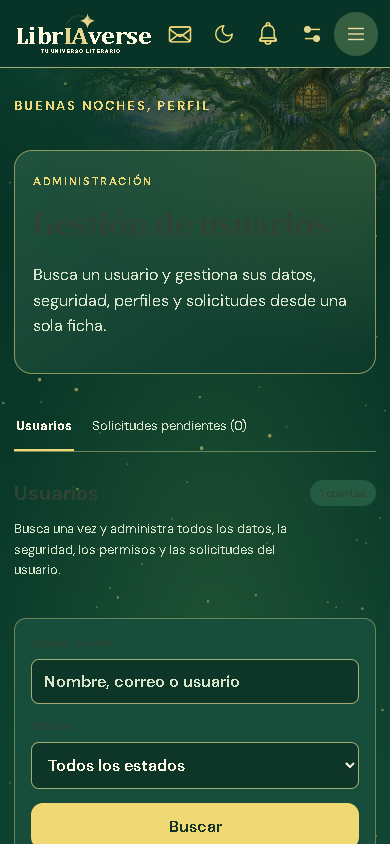 LibrIAverse
TU UNIVERSO LITERARIO
BUENAS NOCHES, PERFIL
ADMINISTRACIÓN
Gestión de usuarios
Busca un usuario y gestiona sus datos,
seguridad, perfiles y solicitudes desde una
sola ficha.
Usuarios Solicitudes pendientes (0)
Usuarios 1 cuentas
Busca una vez y administra todos los datos, la
seguridad, los permisos y las solicitudes del
usuario.
Nombre, correo o usuario
Todos los estados
Buscar